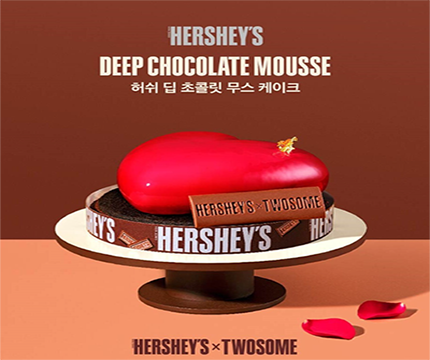 HERSHEY'S
DEEP CHOCOLATE MOUSSE
허쉬 딥 초콜릿 무스 케이크
HERSHEY'S × TWOSOME
HERSHEY'S
HERSHEY'S × TWOSOME